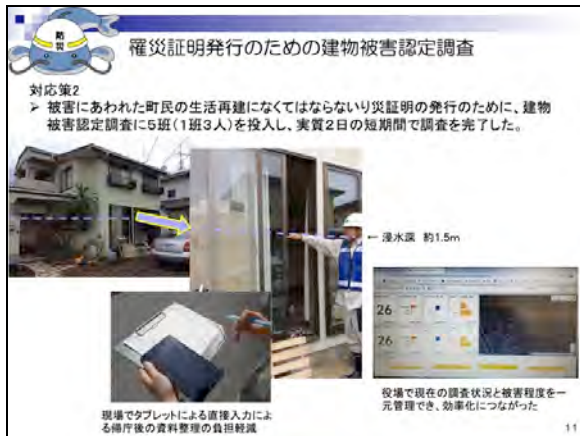 防
災
罹災証明発行のための建物被害認定調査
対応策2
➤ 被害にあわれた町民の生活再建になくてはならないり災証明の発行のために、建物
被害認定調査に5班(1班3人)を投入し、実質2日の短期間で調査を完了した。
← 浸水深 約1.5m
26
26
現場でタブレットによる直接入力によ
る帰庁後の資料整理の負担軽減
役場で現在の調査状況と被害程度を一
元管理でき、効率化につながった
11